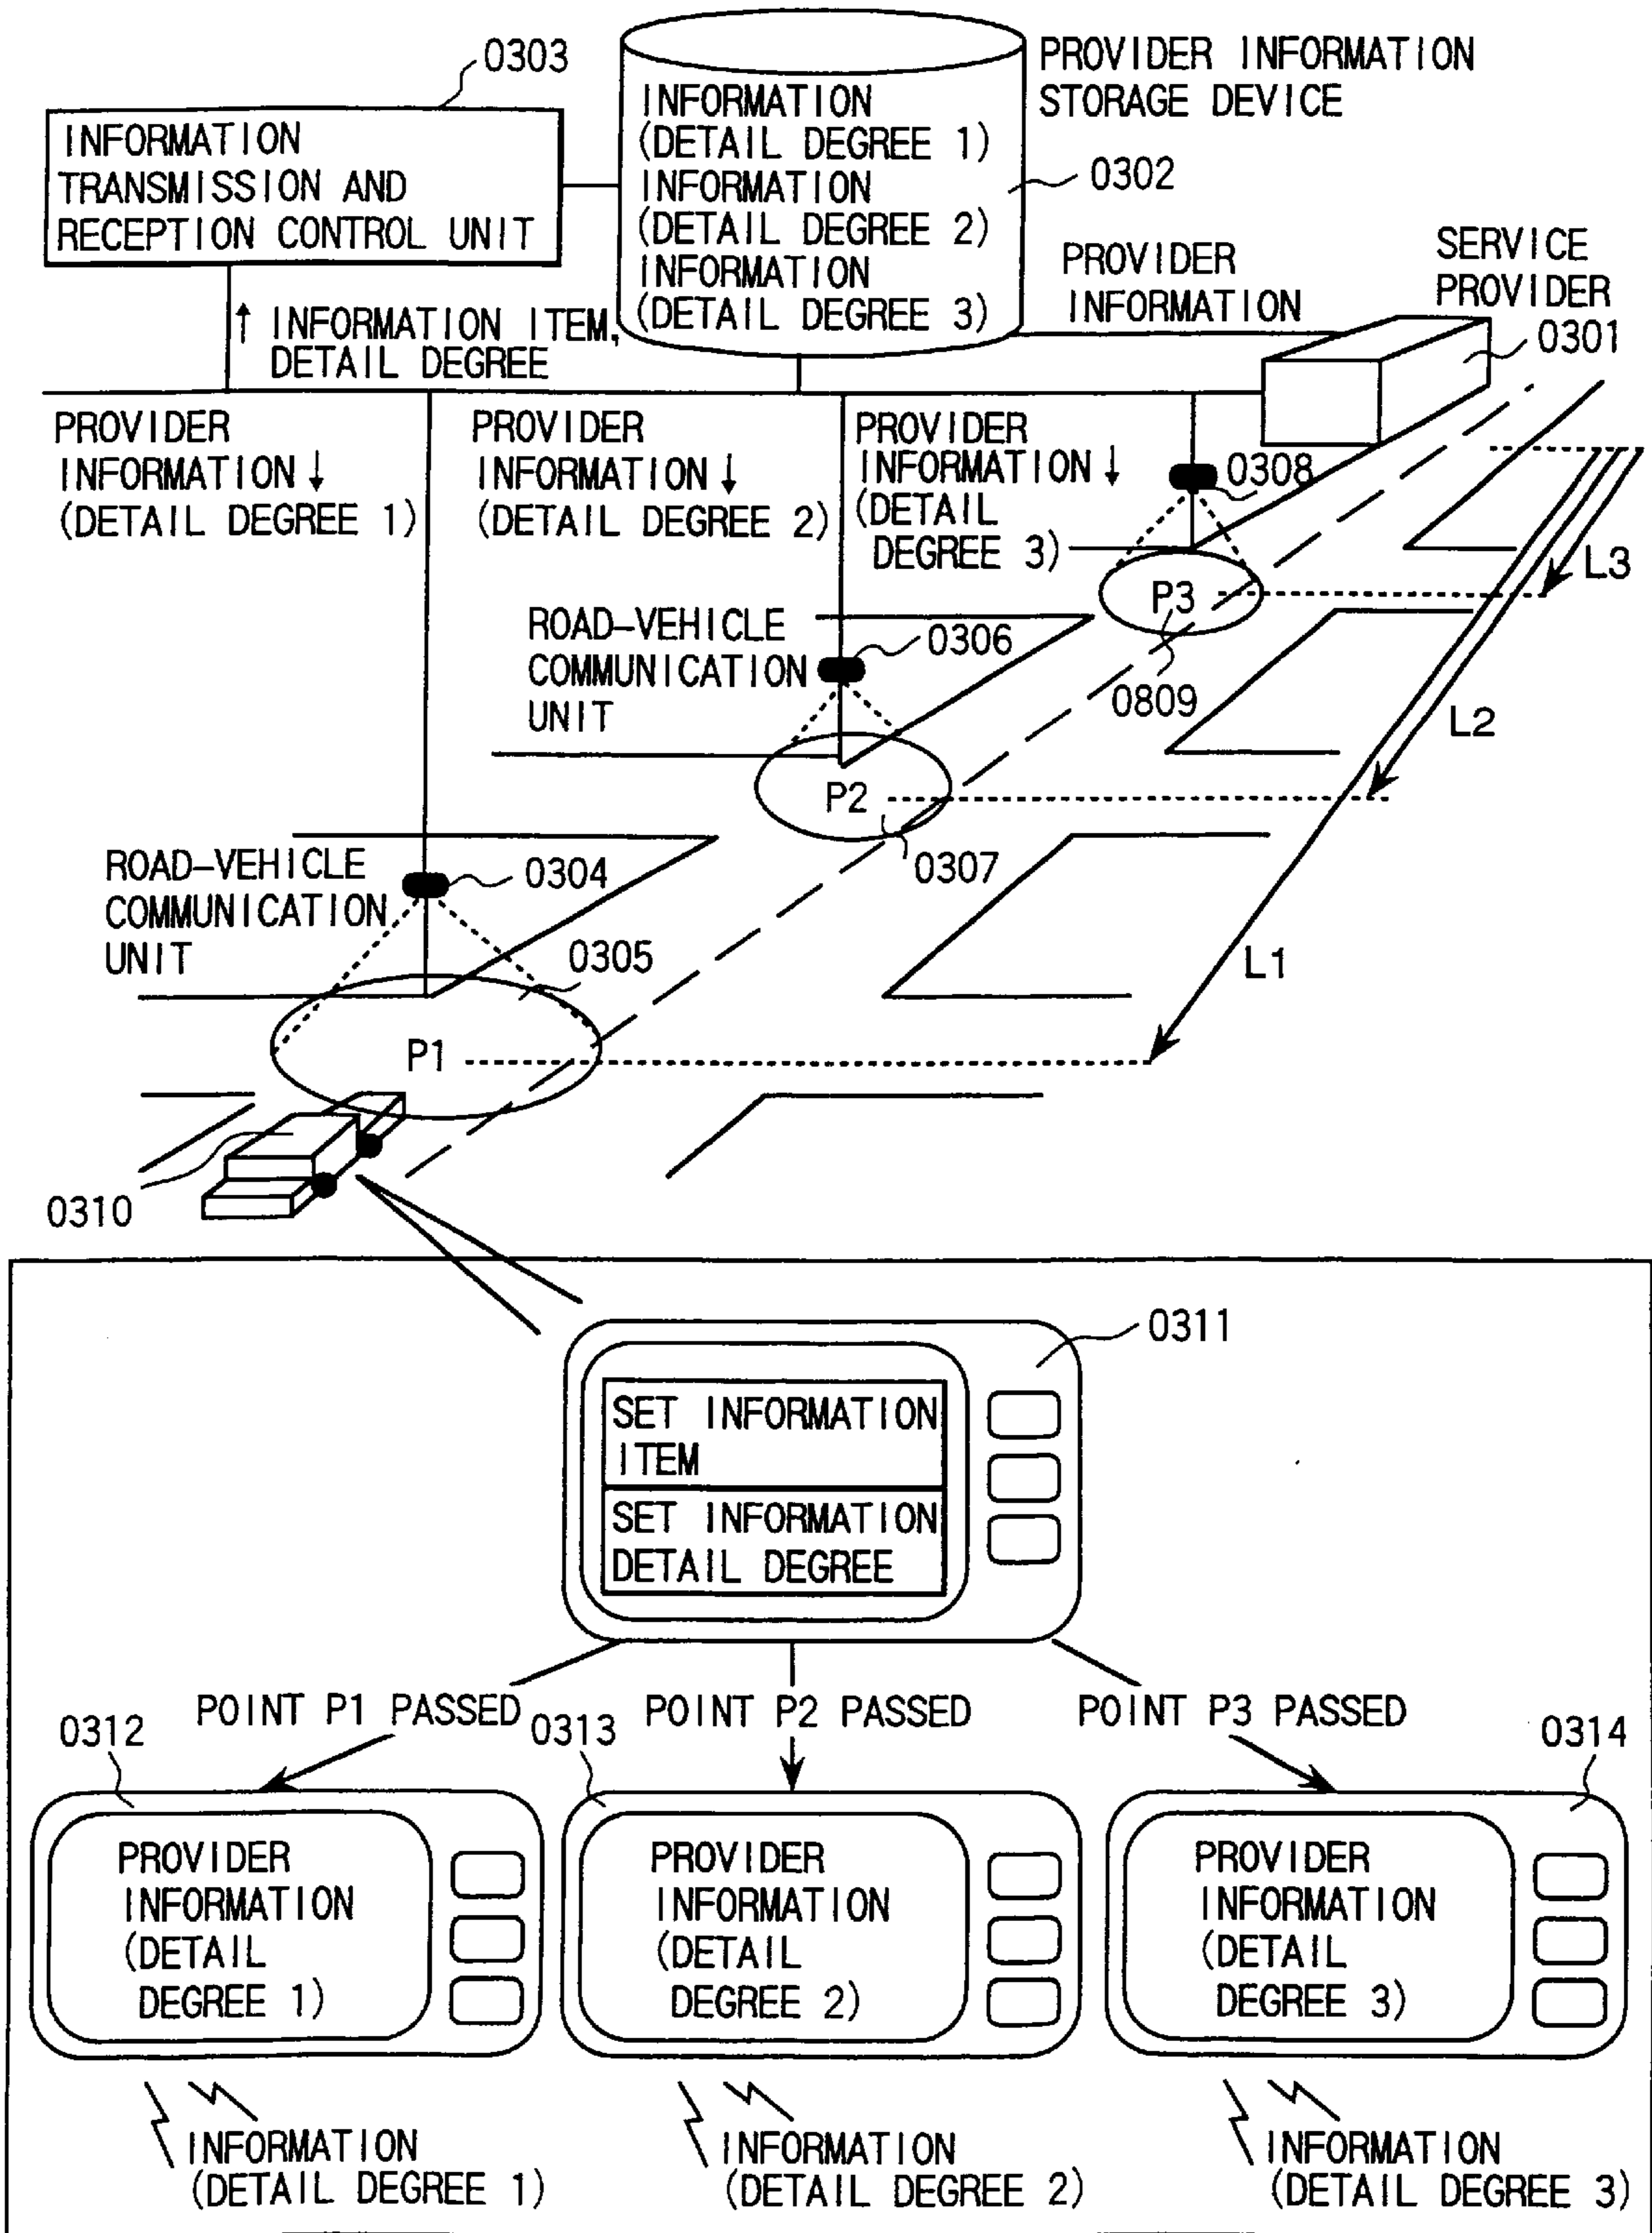 0303
INFORMATION
TRANSMISSION AND
RECEPTION CONTROL UNIT
INFORMATION
(DETAIL DEGREE 1)
INFORMATION
(DETAIL DEGREE 2)
INFORMATION
(DETAIL DEGREE 3)
PROVIDER INFORMATION
STORAGE DEVICE
0302
PROVIDER
INFORMATION
SERVICE
PROVIDER
0301
↑ INFORMATION ITEM,
DETAIL DEGREE
PROVIDER
INFORMATION ↓
(DETAIL DEGREE 1)
PROVIDER
INFORMATION ↓
(DETAIL DEGREE 2)
PROVIDER
INFORMATION ↓
(DETAIL
DEGREE 3)
0308
L3
P3
0809
ROAD-VEHICLE
COMMUNICATION
UNIT
0306
L2
P2
0307
ROAD-VEHICLE
COMMUNICATION
UNIT
0304
0305
L1
P1
0310
0311
SET INFORMATION
ITEM
SET INFORMATION
DETAIL DEGREE
POINT P1 PASSED
POINT P2 PASSED
POINT P3 PASSED
0312
0313
0314
PROVIDER
INFORMATION
(DETAIL
DEGREE 1)
PROVIDER
INFORMATION
(DETAIL
DEGREE 2)
PROVIDER
INFORMATION
(DETAIL
DEGREE 3)
INFORMATION
(DETAIL DEGREE 1)
INFORMATION
(DETAIL DEGREE 2)
INFORMATION
(DETAIL DEGREE 3)